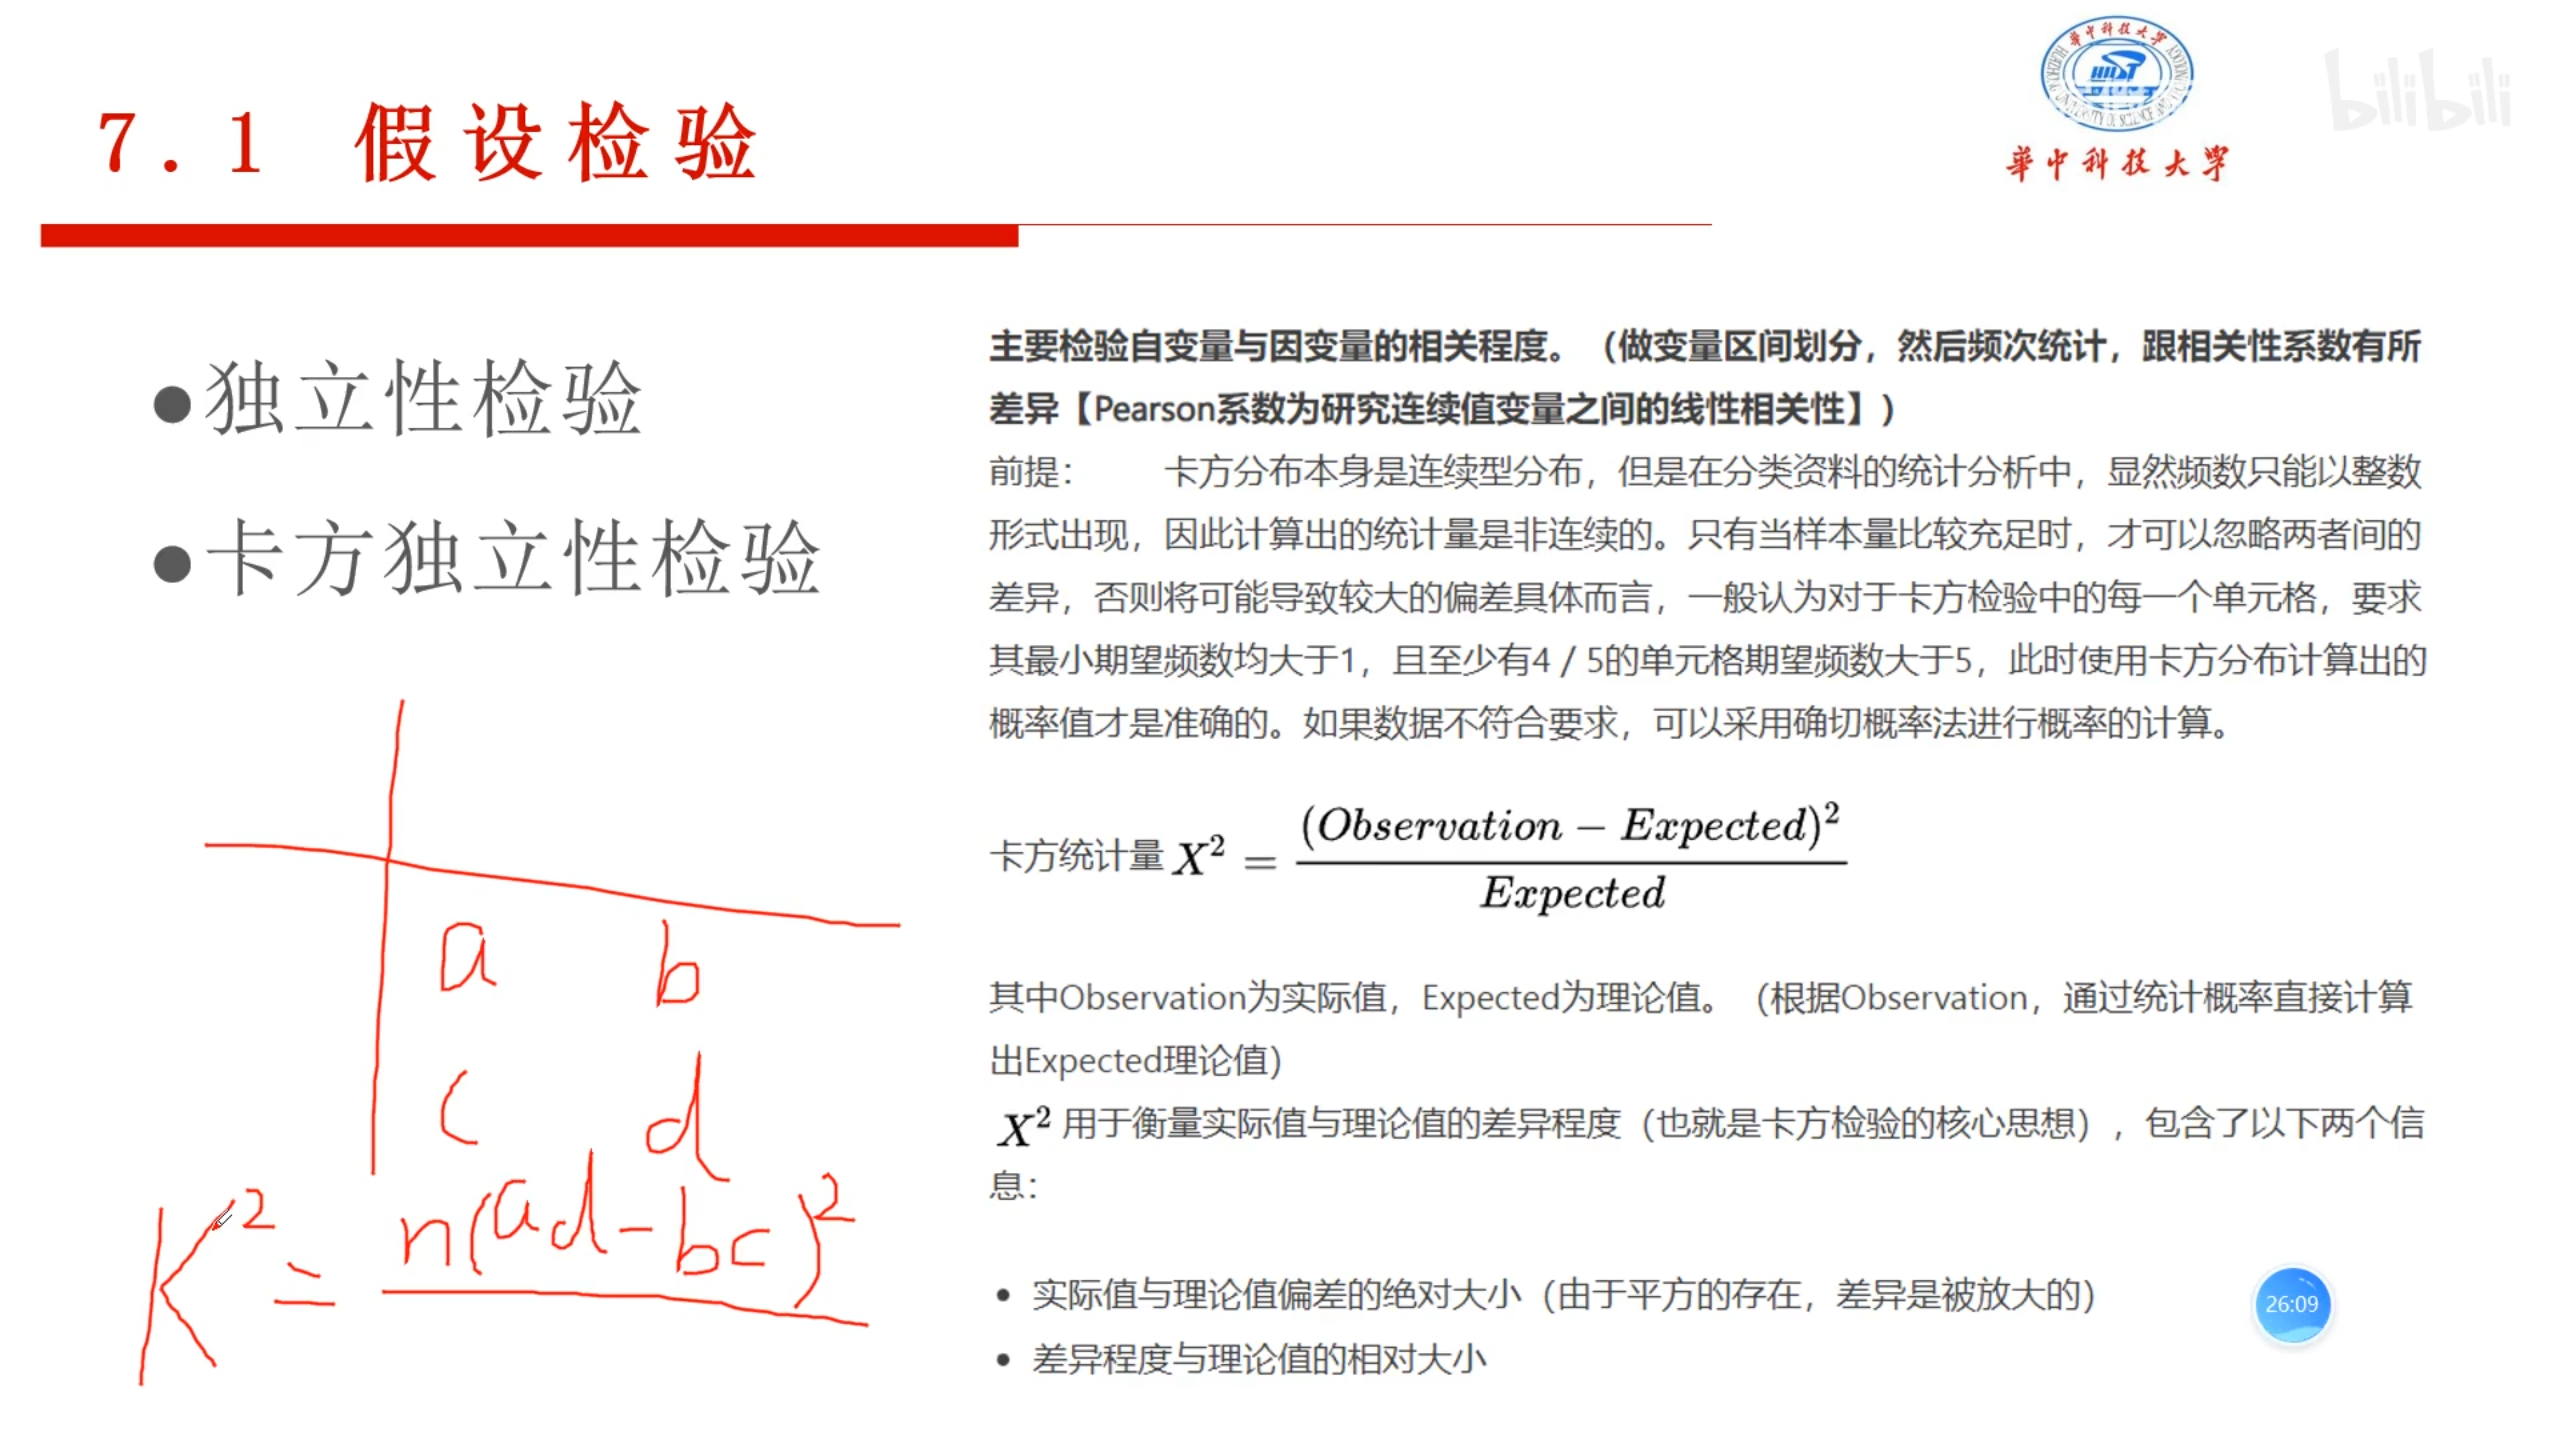 7.1 假设检验
華中科技大學
bilibili
●独立性检验
●卡方独立性检验
主要检验自变量与因变量的相关程度。（做变量区间划分，然后频次统计，跟相关性系数有所
差异【Pearson系数为研究连续值变量之间的线性相关性】）
前提： 卡方分布本身是连续型分布，但是在分类资料的统计分析中，显然频数只能以整数
形式出现，因此计算出的统计量是非连续的。只有当样本量比较充足时，才可以忽略两者间的
差异，否则将可能导致较大的偏差具体而言，一般认为对于卡方检验中的每一个单元格，要求
其最小期望频数均大于1，且至少有4／5的单元格期望频数大于5，此时使用卡方分布计算出的
概率值才是准确的。如果数据不符合要求，可以采用确切概率法进行概率的计算。
卡方统计量 X² = (Observation − Expected)² / Expected
其中Observation为实际值，Expected为理论值。（根据Observation，通过统计概率直接计算
出Expected理论值）
X² 用于衡量实际值与理论值的差异程度（也就是卡方检验的核心思想），包含了以下两个信
息：
• 实际值与理论值偏差的绝对大小（由于平方的存在，差异是被放大的）
• 差异程度与理论值的相对大小
a b
c d
K² = n(ad-bc)²
26:09